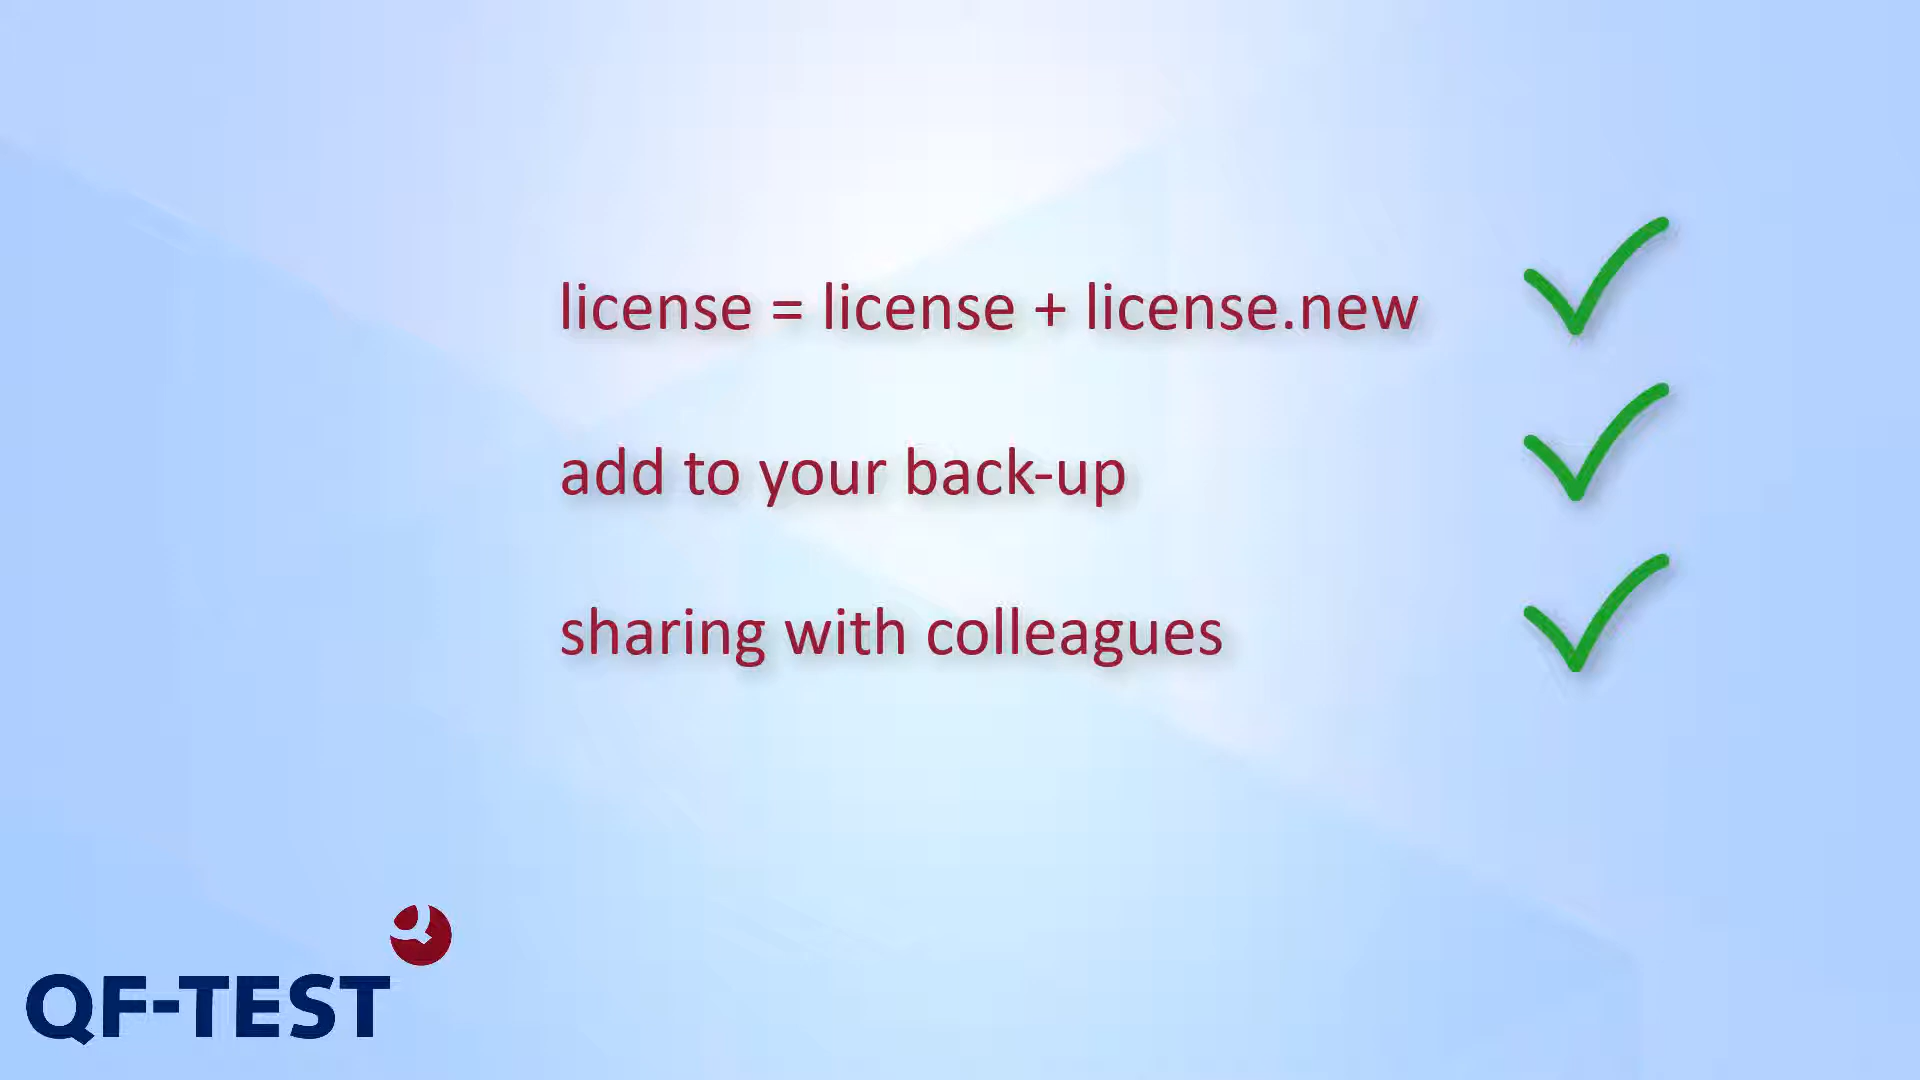 license = license + license.new
add to your back-up
sharing with colleagues
QF-TEST